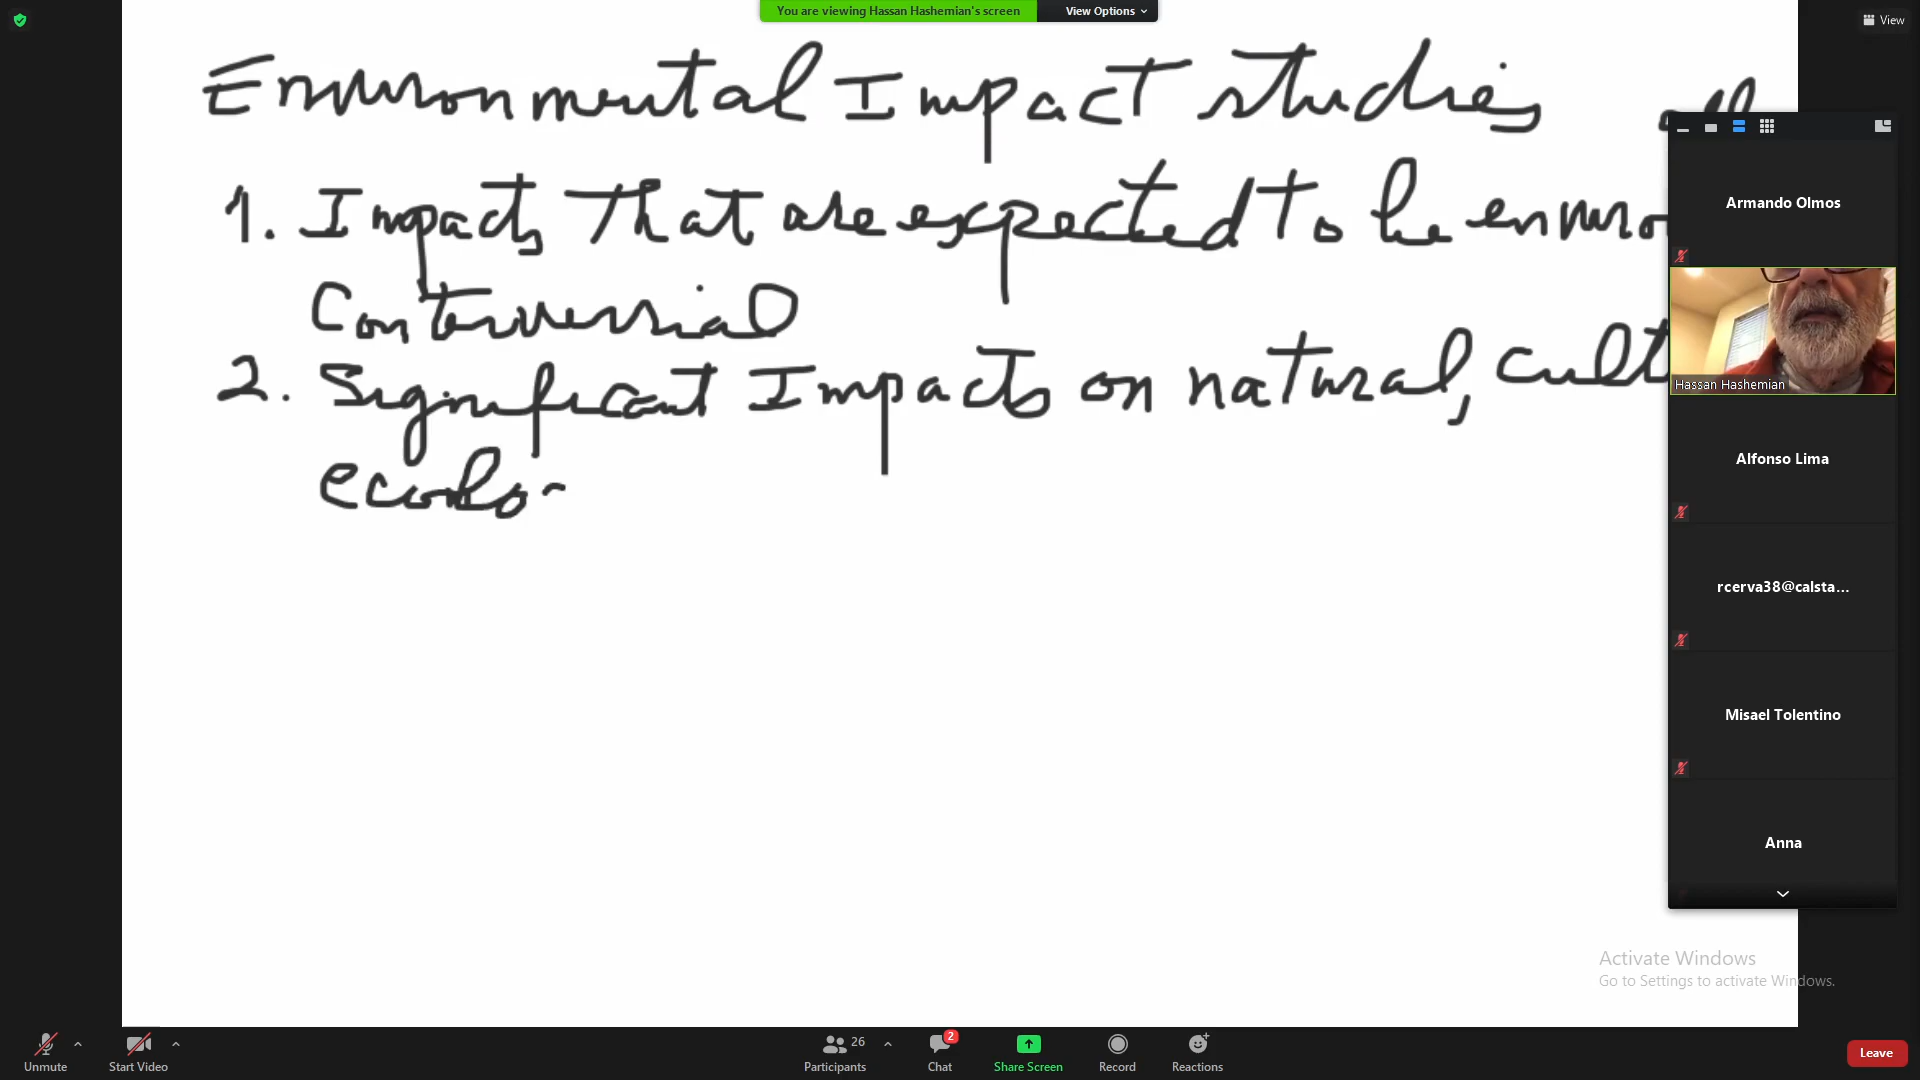 You are viewing Hassan Hashemian's screen
View Options
View
Environmental Impact studies
1. Impacts that are expected to be
Controversial
2. Significant Impacts on natural, cult
ecolo
Armando Olmos
Hassan Hashemian
Alfonso Lima
rcerva38@calsta...
Misael Tolentino
Anna
Activate Windows
Go to Settings to activate Windows.
Unmute
Start Video
26
Participants
2
Chat
Share Screen
Record
Reactions
Leave